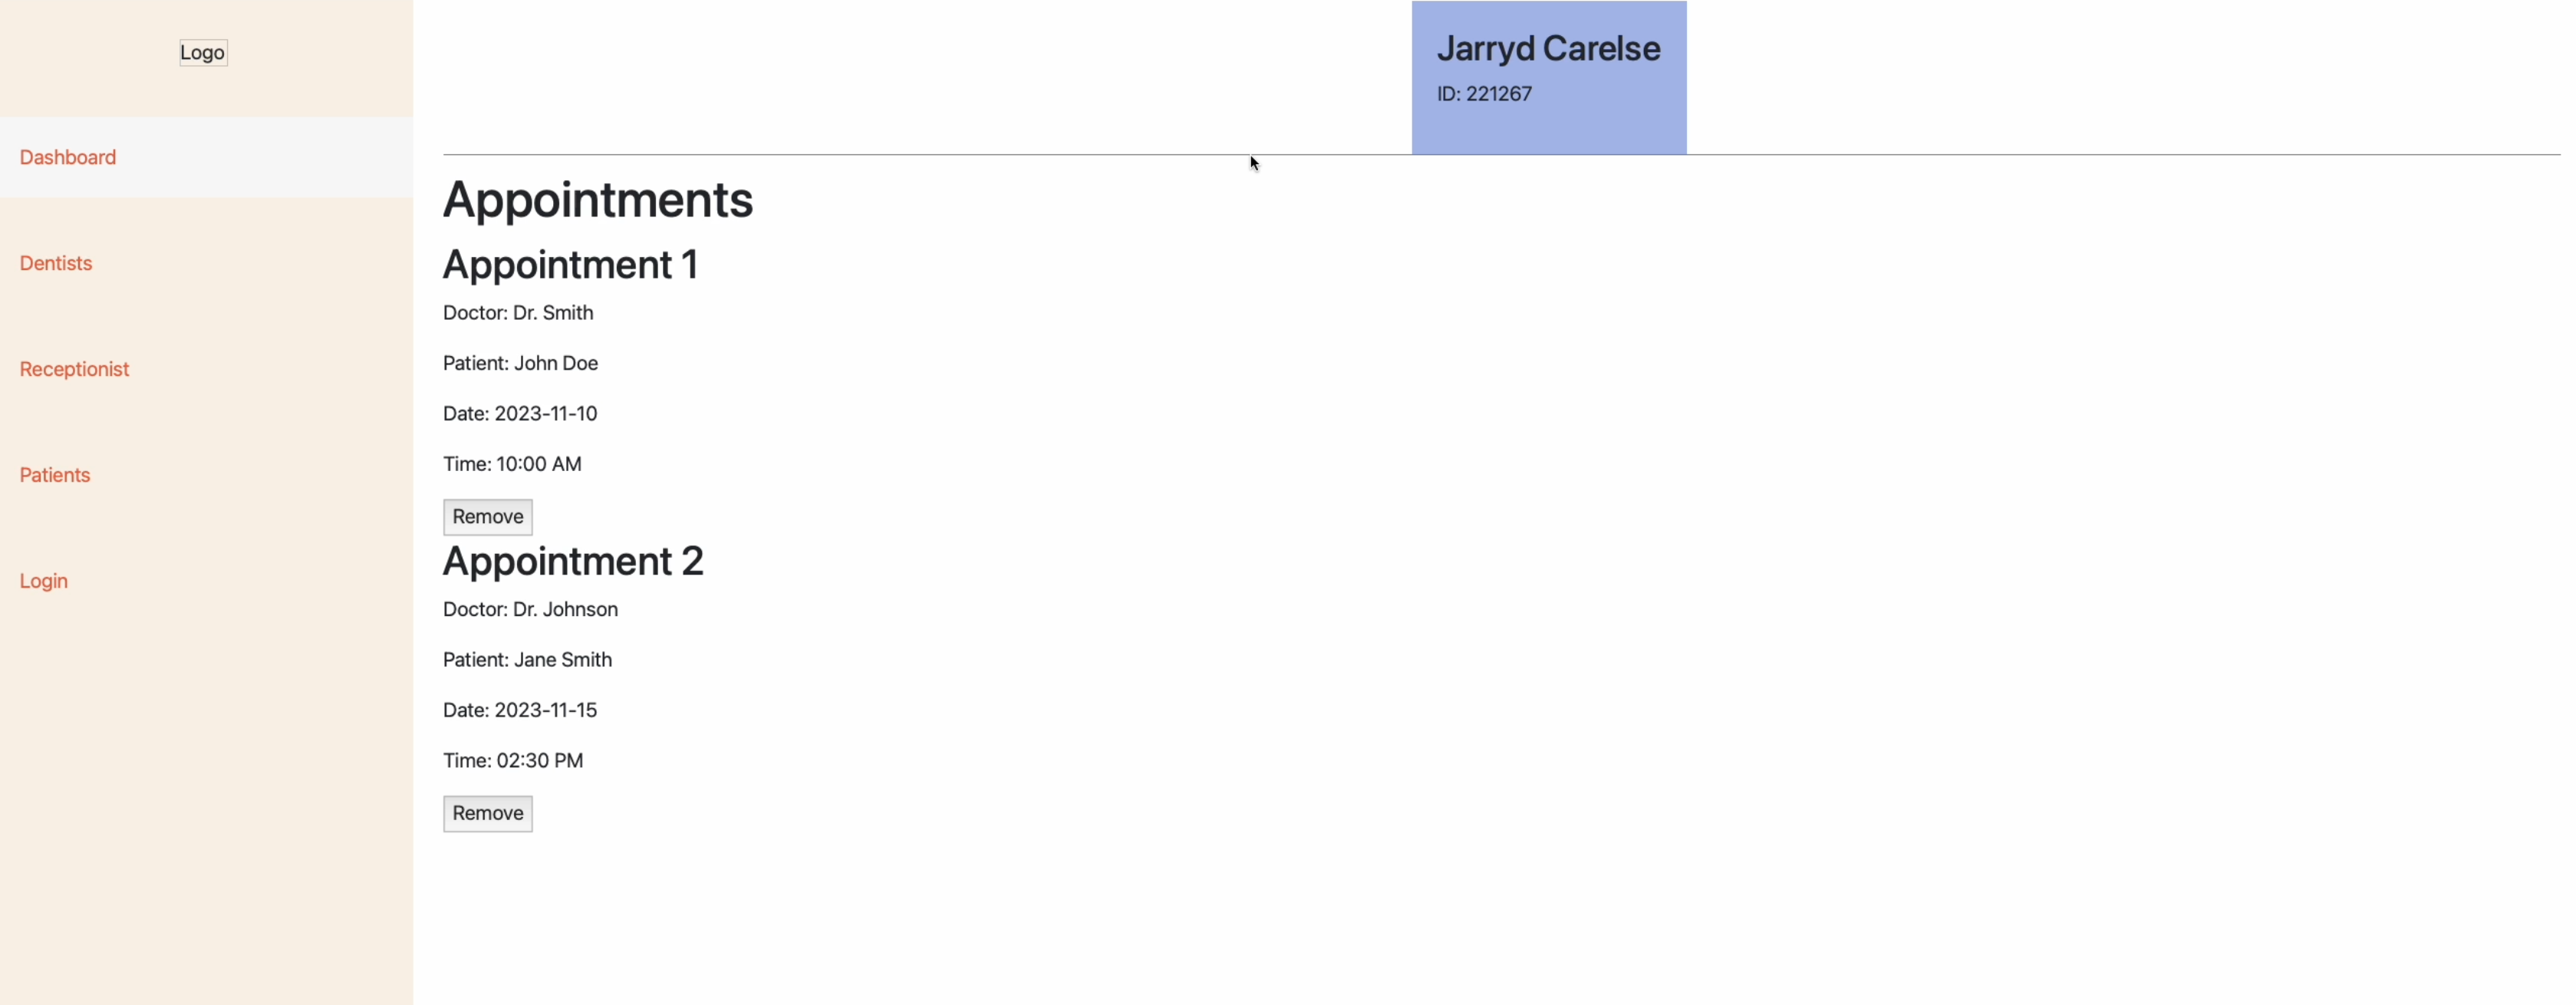 Logo
Dashboard
Dentists
Receptionist
Patients
Login
Jarryd Carelse
ID: 221267
Appointments
Appointment 1
Doctor: Dr. Smith
Patient: John Doe
Date: 2023-11-10
Time: 10:00 AM
Remove
Appointment 2
Doctor: Dr. Johnson
Patient: Jane Smith
Date: 2023-11-15
Time: 02:30 PM
Remove